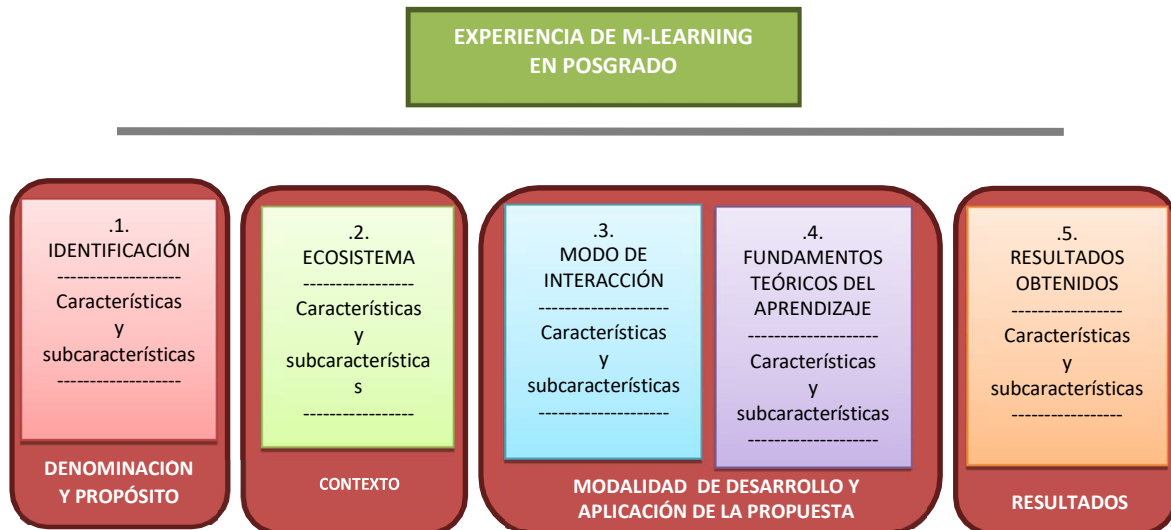 EXPERIENCIA DE M-LEARNING
EN POSGRADO
.1.
IDENTIFICACIÓN
-------------------
Características
y
subcaracterísticas
-------------------
DENOMINACIÓN
Y PROPÓSITO
.2.
ECOSISTEMA
-----------------
Características
y
subcaracterística
s
-----------------
CONTEXTO
.3.
MODO DE
INTERACCIÓN
--------------------
Características
y
subcaracterísticas
--------------------
.4.
FUNDAMENTOS
TEÓRICOS DEL
APRENDIZAJE
--------------------
Características
y
subcaracterísticas
--------------------
MODALIDAD DE DESARROLLO Y
APLICACIÓN DE LA PROPUESTA
.5.
RESULTADOS
OBTENIDOS
-----------------
Características
y
subcaracterísticas
-----------------
RESULTADOS